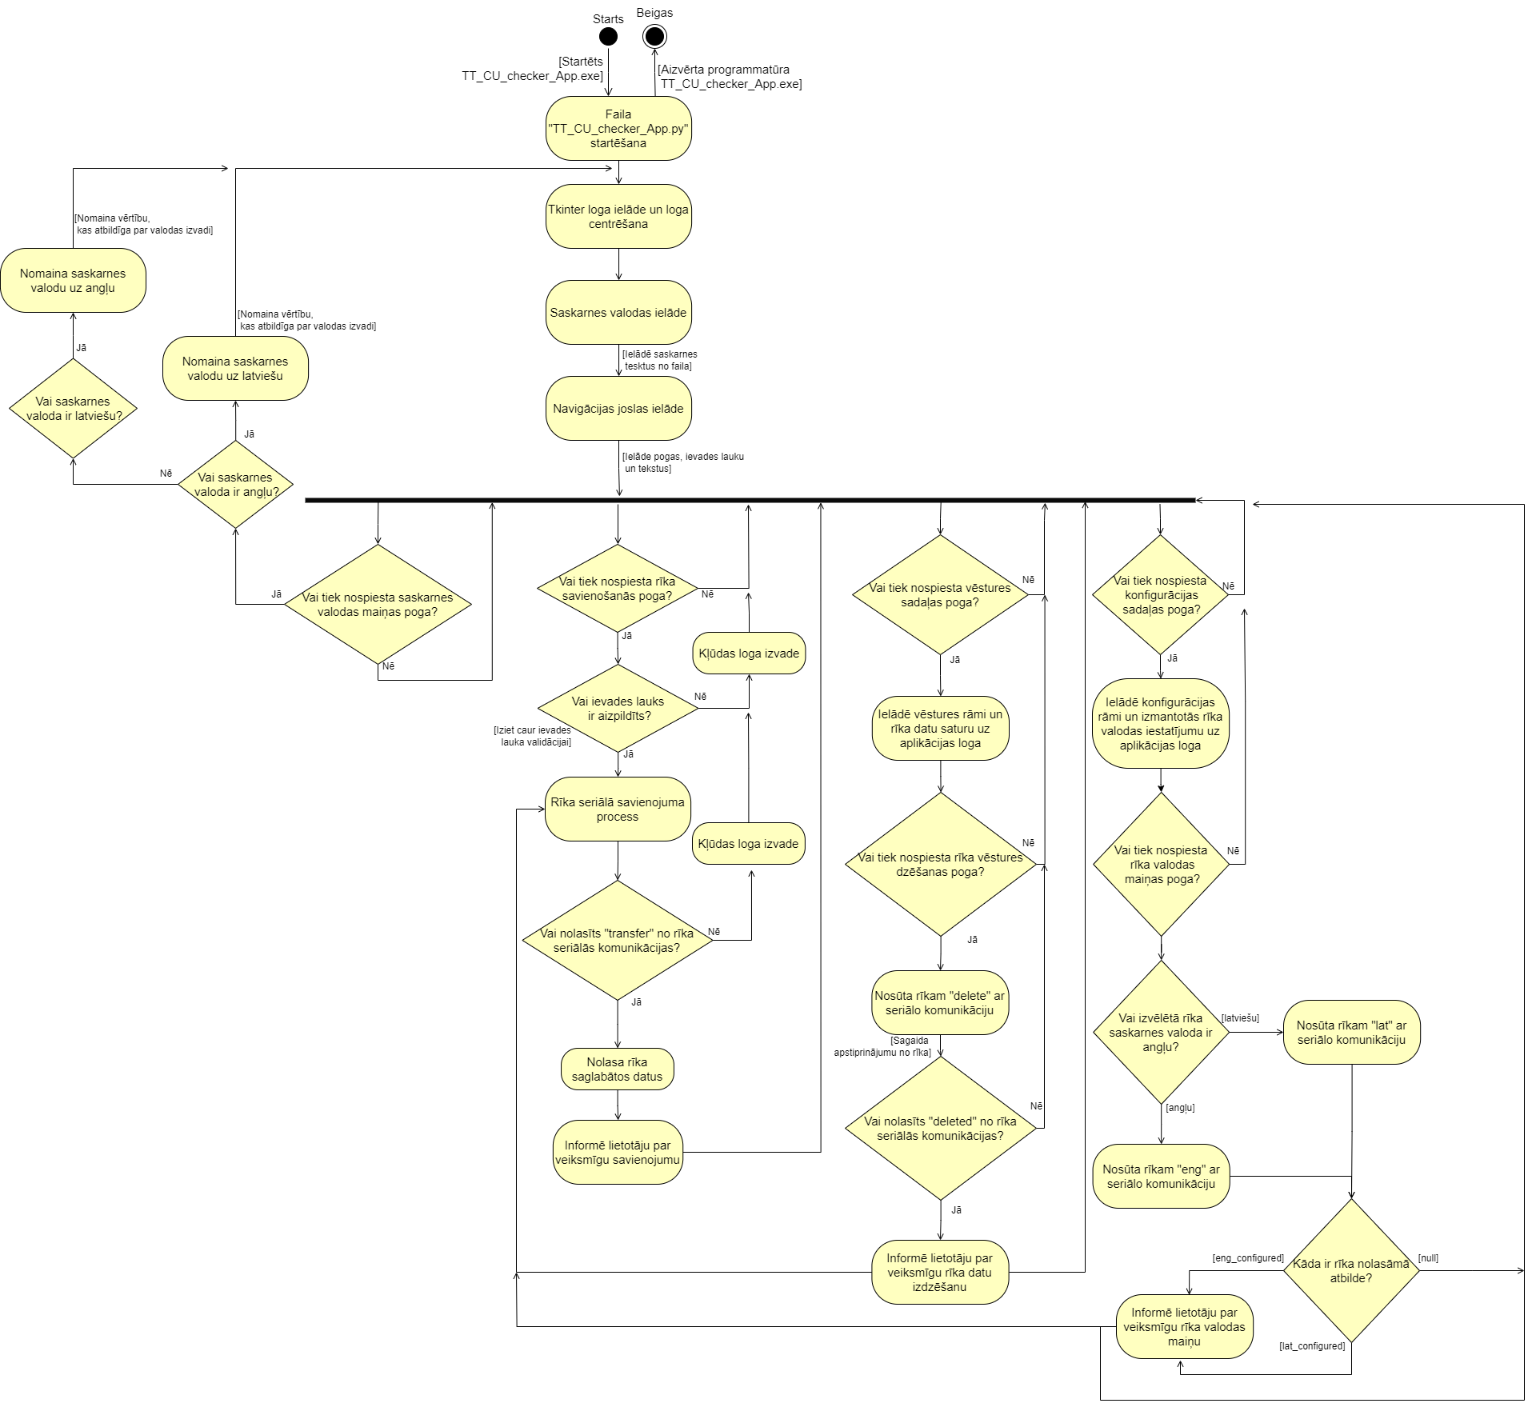 Starts
Beigas
[Startēts
TT_CU_checker_App.exe]
[Aizvērta programmatūra
TT_CU_checker_App.exe]
Faila
"TT_CU_checker_App.py"
startēšana
Tkinter loga ielāde un loga
centrēšana
[Nomaina vērtību,
kas atbildīga par valodas izvadi]
Nomaina saskarnes
valodu uz angļu
Saskarnes valodas ielāde
[Nomaina vērtību,
kas atbildīga par valodas izvadi]
Jā
Nomaina saskarnes
valodu uz latviešu
[Ielādē saskarnes
tesktus no faila]
Vai saskarnes
valoda ir latviešu?
Navigācijas joslas ielāde
Jā
Nē
Vai saskarnes
valoda ir angļu?
[Ielāde pogas, ievades lauku
un tekstus]
Jā
Vai tiek nospiesta saskarnes
valodas maiņas poga?
Nē
Vai tiek nospiesta rīka
savienošanās poga?
Nē
Jā
Kļūdas loga izvade
Vai ievades lauks
ir aizpildīts?
Nē
[Iziet caur ievades
lauka validācijai]
Jā
Rīka seriālā savienojuma
process
Kļūdas loga izvade
Vai nolasīts "transfer" no rīka
seriālās komunikācijas?
Nē
Jā
Nolasa rīka
saglabātos datus
Informē lietotāju par
veiksmīgu savienojumu
Vai tiek nospiesta vēstures
sadaļas poga?
Nē
Jā
Ielādē vēstures rāmi un
rīka datu saturu uz
aplikācijas loga
Vai tiek nospiesta rīka vēstures
dzēšanas poga?
Nē
Jā
Nosūta rīkam "delete" ar
seriālo komunikāciju
[Sagaida
apstiprinājumu no rīka]
Vai nolasīts "deleted" no rīka
seriālās komunikācijas?
Nē
Jā
Informē lietotāju par
veiksmīgu rīka datu
izdzēšanu
Vai tiek nospiesta
konfigurācijas
sadaļas poga?
Nē
Jā
Ielādē konfigurācijas
rāmi un izmantotās rīka
valodas iestatījumu uz
aplikācijas loga
Vai tiek nospiesta
rīka valodas
maiņas poga?
Nē
Vai izvēlētā rīka
saskarnes valoda ir
angļu?
[latviešu]
Nosūta rīkam "lat" ar
seriālo komunikāciju
[angļu]
Nosūta rīkam "eng" ar
seriālo komunikāciju
[eng_configured]
Kāda ir rīka nolasāmā
atbilde?
[null]
Informē lietotāju par
veiksmīgu rīka valodas
maiņu
[lat_configured]